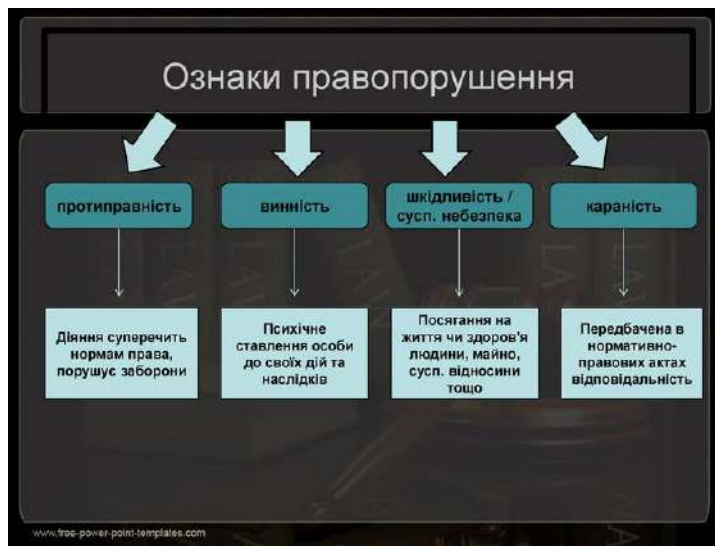 Ознаки правопорушення
протиправність
винність
шкідливість /
сусп. небезпека
караність
Діяння суперечить
нормам права,
порушує заборони
Психічне
ставлення особи
до своїх дій та
наслідків
Посягання на
життя чи здоров'я
людини, майно,
сусп. відносини
тощо
Передбачена в
нормативно-
правових актах
відповідальність
www.free-power-point-templates.com